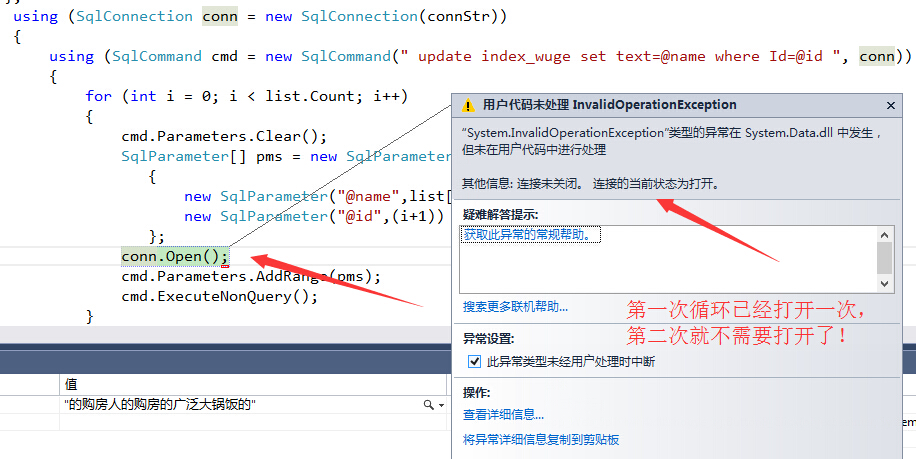 using (SqlConnection conn = new SqlConnection(connStr))
{
using (SqlCommand cmd = new SqlCommand(" update index_wuge set text=@name where Id=@id ", conn))
{
for (int i = 0; i < list.Count; i++)
{
cmd.Parameters.Clear();
SqlParameter[] pms = new SqlParameter
{
new SqlParameter("@name",list[
new SqlParameter("@id",(i+1))
};
conn.Open();
cmd.Parameters.AddRange(pms);
cmd.ExecuteNonQuery();
}
用户代码未处理 InvalidOperationException
"System.InvalidOperationException"类型的异常在 System.Data.dll 中发生，
但未在用户代码中进行处理
其他信息: 连接未关闭。 连接的当前状态为打开。
疑难解答提示:
获取此异常的常规帮助。
搜索更多联机帮助...
第一次循环已经打开一次，
第二次就不需要打开了！
异常设置:
此异常类型未经用户处理时中断
操作:
查看详细信息...
将异常详细信息复制到剪贴板
值
"的购房人的购房的广泛大锅饭的"